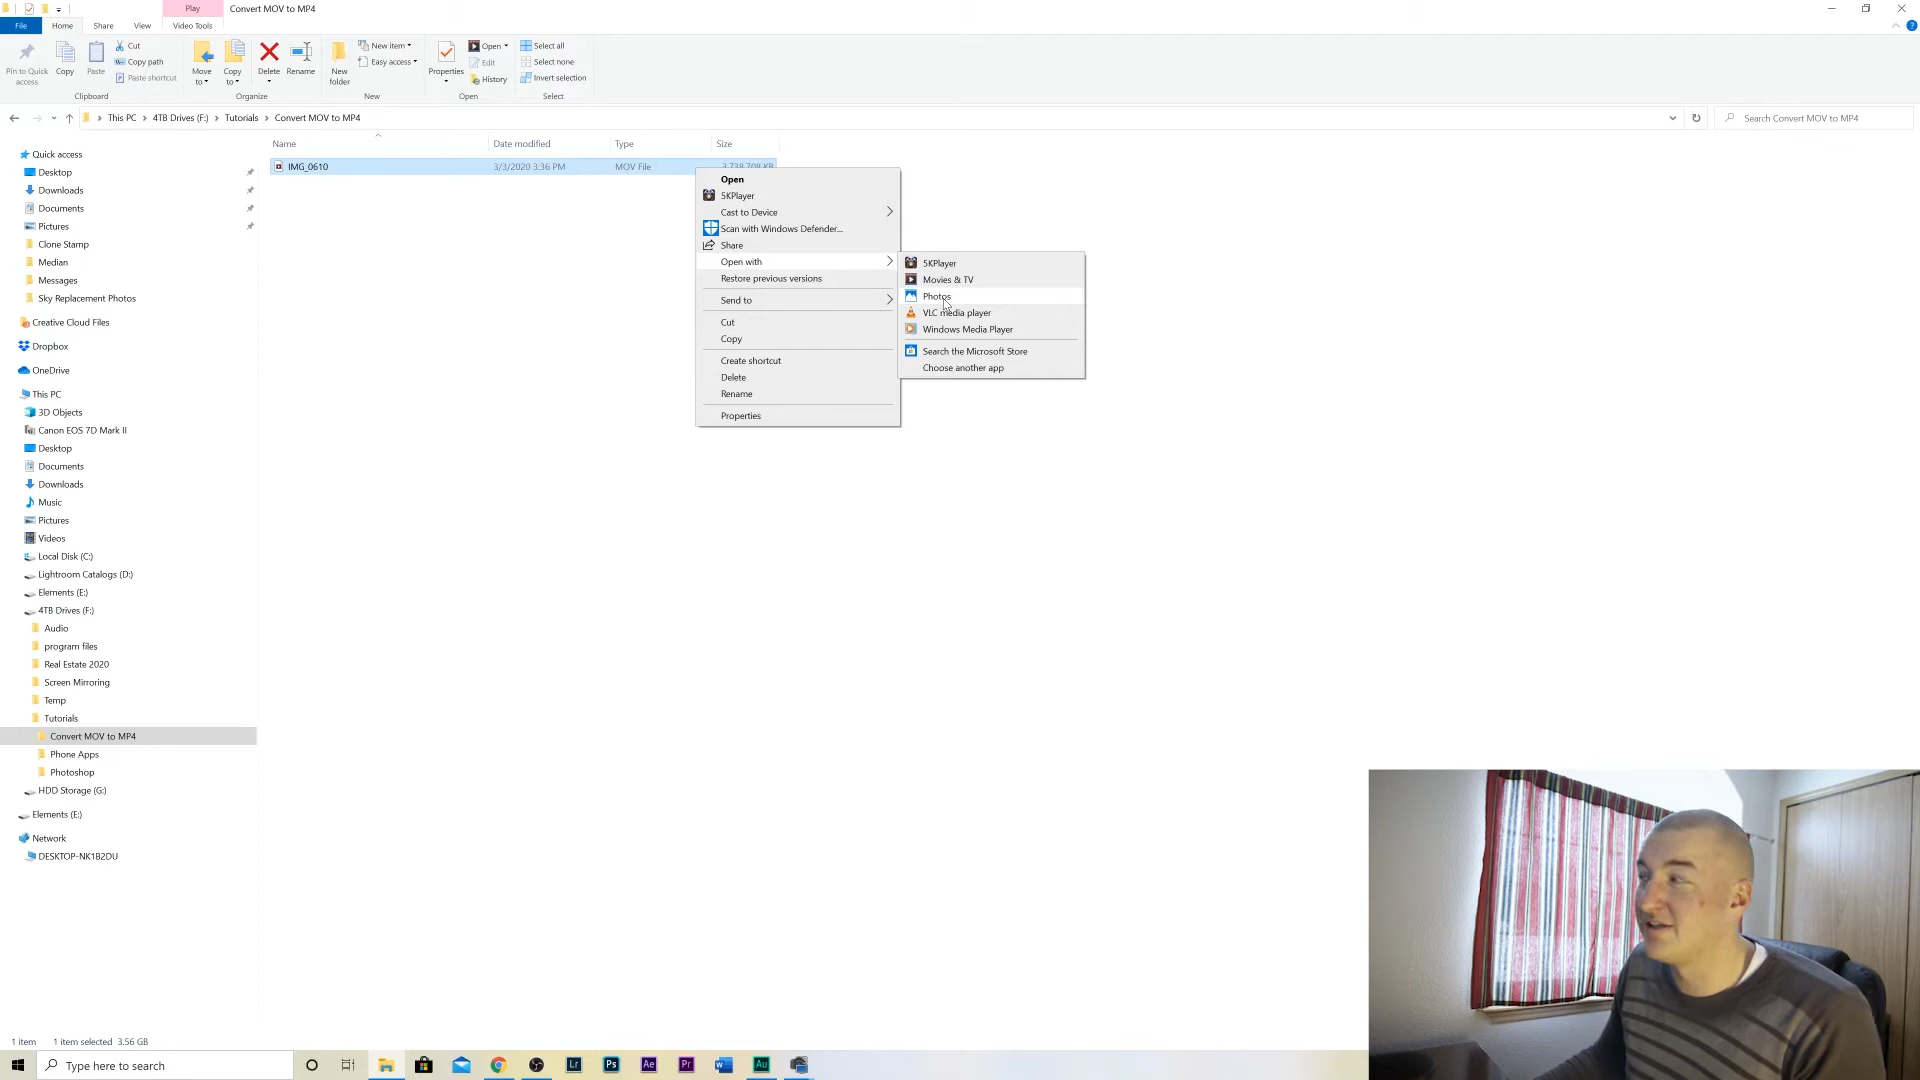 Play
Convert MOV to MP4
File
Home
Share
View
Video Tools
Pin to Quick access
Copy
Paste
Cut
Copy path
Paste shortcut
Clipboard
Move to
Copy to
Delete
Rename
Organize
New folder
New item
Easy access
New
Properties
Open
Edit
History
Open
Select all
Select none
Invert selection
Select
This PC
4TB Drives (F:)
Tutorials
Convert MOV to MP4
Search Convert MOV to MP4
Name
Date modified
Type
Size
IMG_0610
3/3/2020 3:36 PM
MOV File
3,738,708 KB
Quick access
Desktop
Downloads
Documents
Pictures
Clone Stamp
Median
Messages
Sky Replacement Photos
Creative Cloud Files
Dropbox
OneDrive
This PC
3D Objects
Canon EOS 7D Mark II
Desktop
Documents
Downloads
Music
Pictures
Videos
Local Disk (C:)
Lightroom Catalogs (D:)
Elements (E:)
4TB Drives (F:)
Audio
program files
Real Estate 2020
Screen Mirroring
Temp
Tutorials
Convert MOV to MP4
Phone Apps
Photoshop
HDD Storage (G:)
Elements (E:)
Network
DESKTOP-NK1B2DU
Open
5KPlayer
Cast to Device
Scan with Windows Defender...
Share
Open with
Restore previous versions
Send to
Cut
Copy
Create shortcut
Delete
Rename
Properties
5KPlayer
Movies & TV
Photos
VLC media player
Windows Media Player
Search the Microsoft Store
Choose another app
1 item
1 item selected 3.56 GB
Type here to search
Lr
Ps
Ae
Pr
W
Au